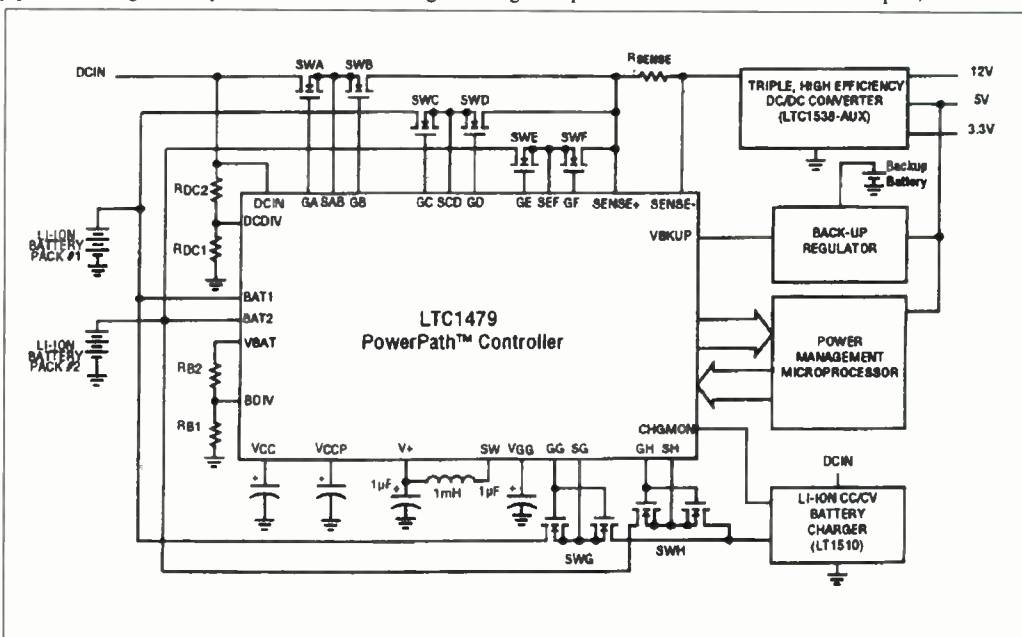 DCIN
SWA SWB
RSENSE
12V
TRIPLE, HIGH EFFICIENCY
DC/DC CONVERTER
(LTC1538-AUX)
5V
3.3V
SWC SWD
SWE SWF
Backup
Battery
RDC2
DCIN GA SAB GB GC SCD GD GE SEF GF SENSE+ SENSE-
DCDIV
VBKUP
BACK-UP
REGULATOR
RDC1
LI-ION
BATTERY
PACK #1
BAT1
BAT2
LTC1479
PowerPath™ Controller
VBAT
LI-ION
BATTERY
PACK #2
RB2
BDIV
RB1
POWER
MANAGEMENT
MICROPROCESSOR
CHGMON
VCC VCCP V+ SW VGG GG SG GH SH
DCIN
1µF 1mH 1µF
LI-ION CC/CV
BATTERY
CHARGER
(LT1510)
SWG SWH